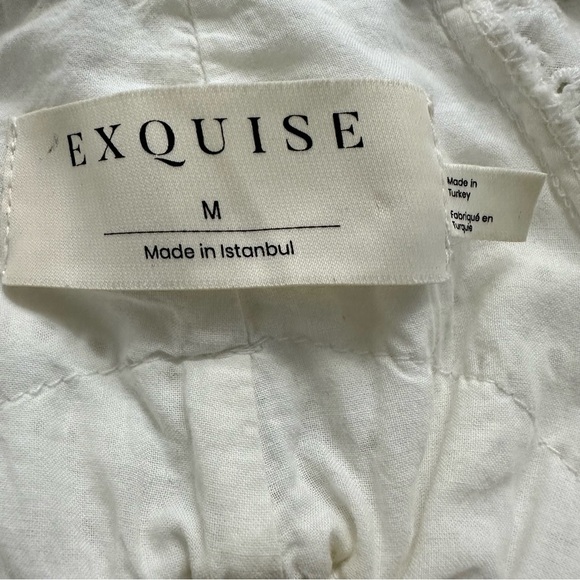 EXQUISE
M
Made in Istanbul
Made in
Turkey
Fabriqué en
Turquie